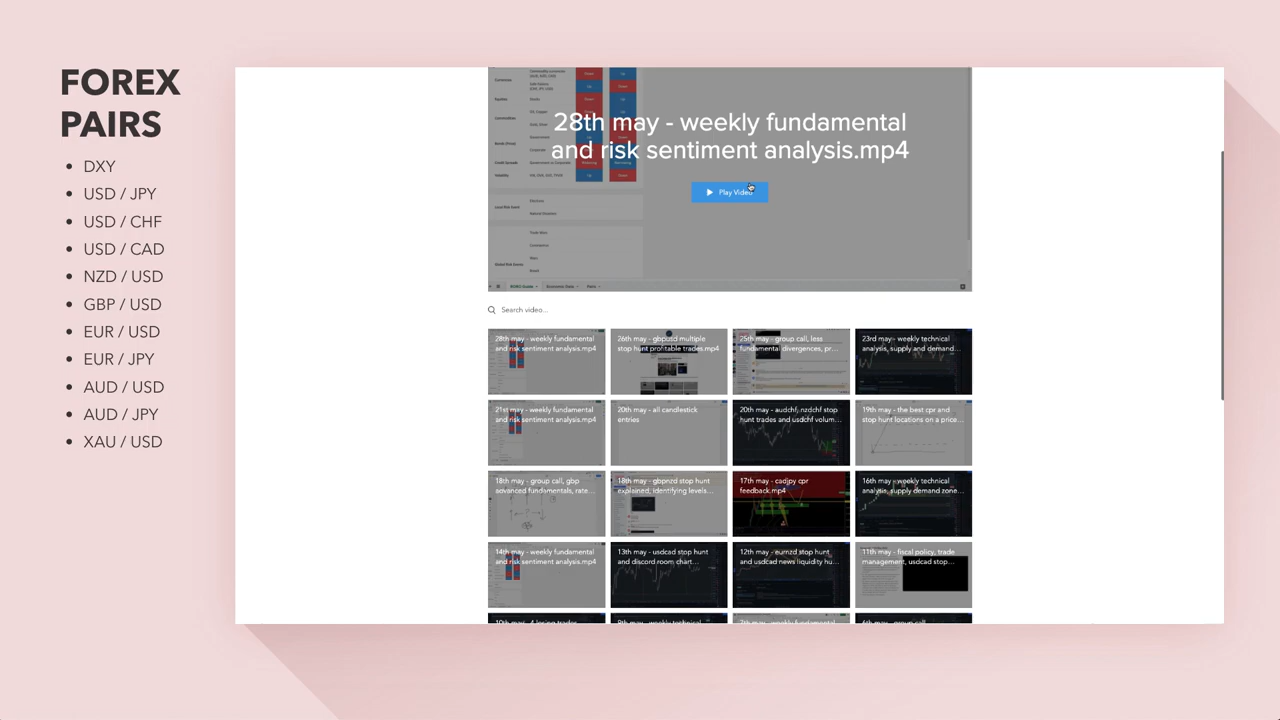 FOREX
PAIRS
DXY
USD / JPY
USD / CHF
USD / CAD
NZD / USD
GBP / USD
EUR / USD
EUR / JPY
AUD / USD
AUD / JPY
XAU / USD
28th may - weekly fundamental
and risk sentiment analysis.mp4
Play Video
Search video...
28th may - weekly fundamental
and risk sentiment analysis.mp4
26th may - gbpusd multiple
stop hunt profitable trades.mp4
25th may - group call, less
fundamental divergences, pr...
23rd may - weekly technical
analysis, supply and demand...
21st may - weekly fundamental
and risk sentiment analysis.mp4
20th may - all candlestick
entries
20th may - audchf, nzdchf stop
hunt trades and usdchf volum...
19th may - the best cpr and
stop hunt locations on a price...
18th may - group call, gbp
advanced fundamentals, rate...
18th may - gbpnzd stop hunt
explained, identifying levels...
17th may - cadjpy cpr
feedback.mp4
16th may - weekly technical
analysis, supply demand zone...
14th may - weekly fundamental
and risk sentiment analysis.mp4
13th may - usdcad stop hunt
and discord room chart...
12th may - eurnzd stop hunt
and usdcad news liquidity hu...
11th may - fiscal policy, trade
management, usdcad stop...